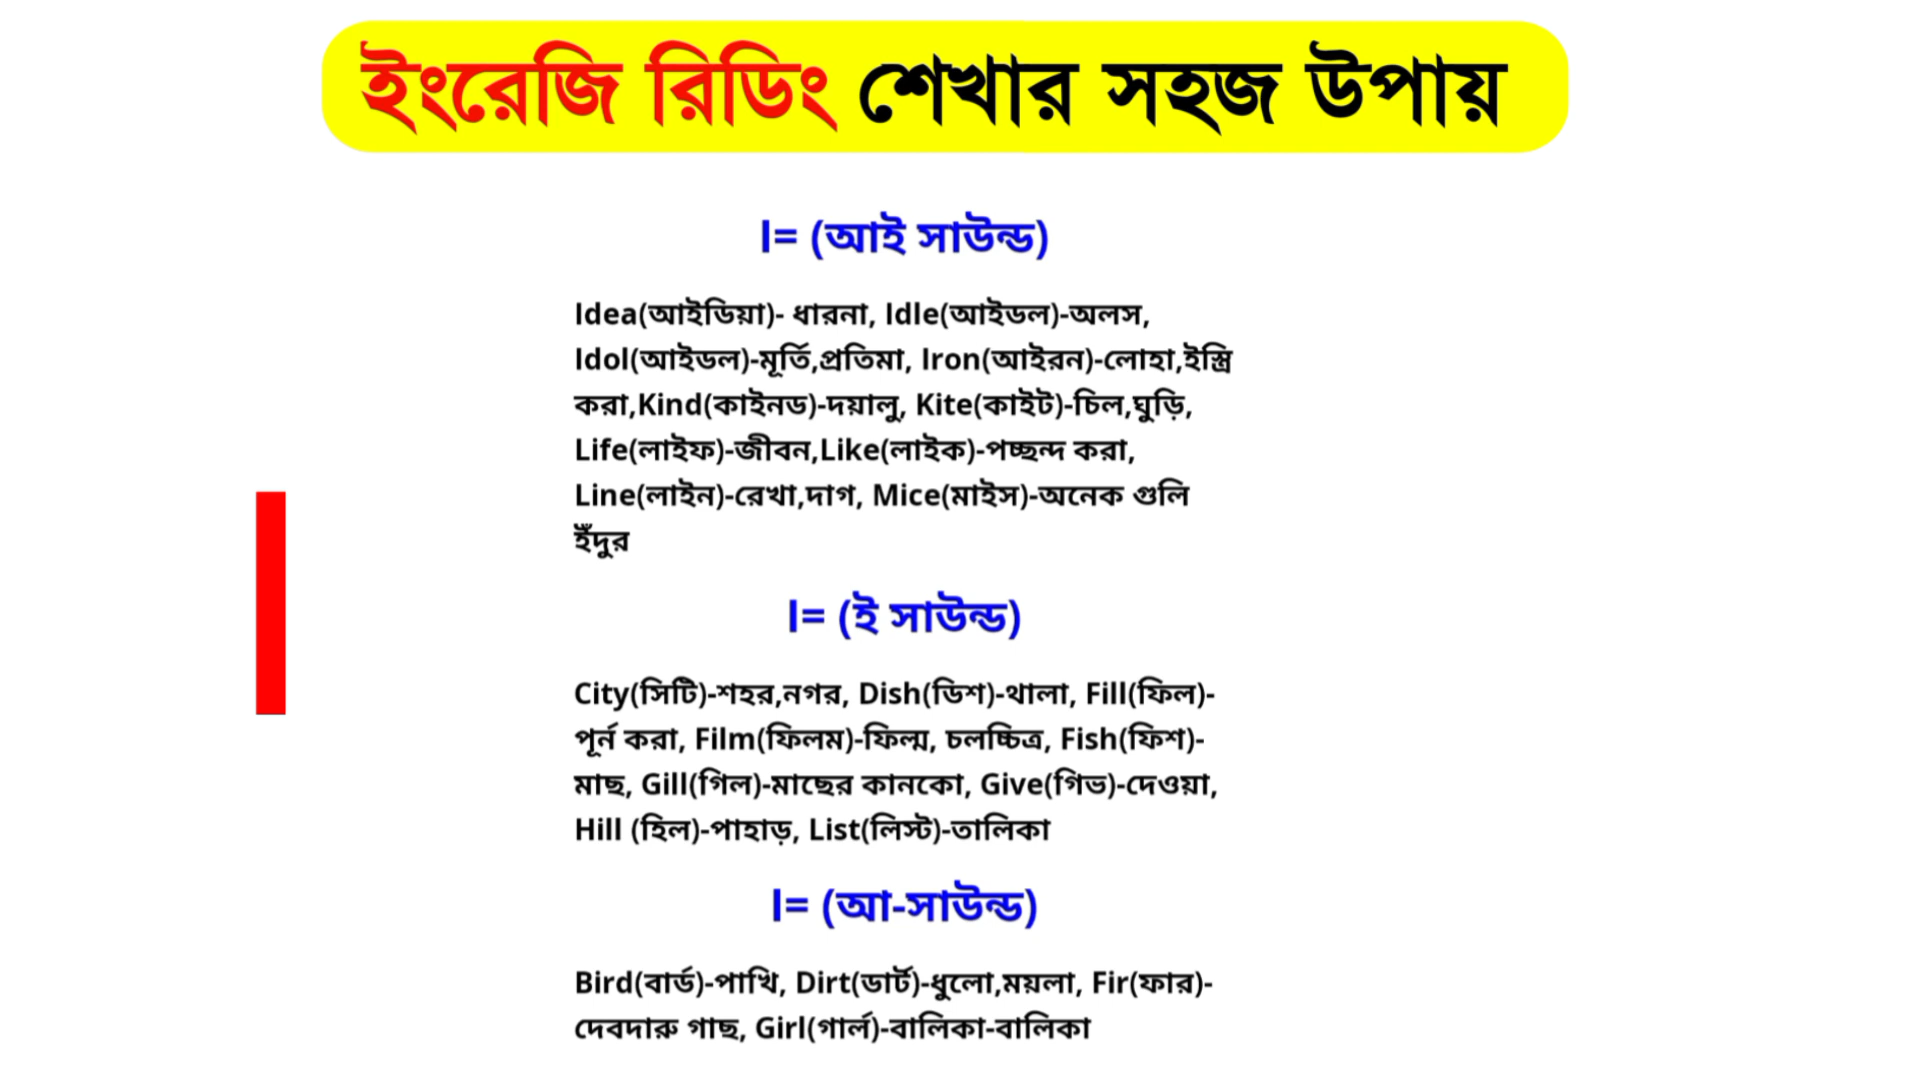 ইংরেজি রিডিং শেখার সহজ উপায়
I= (আই সাউন্ড)
Idea(আইডিয়া)- ধারনা, Idle(আইডল)-অলস,
Idol(আইডল)-মূর্তি,প্রতিমা, Iron(আইরন)-লোহা,ইস্ত্রি
করা,Kind(কাইনড)-দয়ালু, Kite(কাইট)-চিল,ঘুড়ি,
Life(লাইফ)-জীবন,Like(লাইক)-পচ্ছন্দ করা,
Line(লাইন)-রেখা,দাগ, Mice(মাইস)-অনেক গুলি
ইঁদুর
I
I= (ই সাউন্ড)
City(সিটি)-শহর,নগর, Dish(ডিশ)-থালা, Fill(ফিল)-
পূর্ন করা, Film(ফিলম)-ফিল্ম, চলচ্চিত্র, Fish(ফিশ)-
মাছ, Gill(গিল)-মাছের কানকো, Give(গিভ)-দেওয়া,
Hill (হিল)-পাহাড়, List(লিস্ট)-তালিকা
I= (আ-সাউন্ড)
Bird(বার্ড)-পাখি, Dirt(ডার্ট)-ধুলো,ময়লা, Fir(ফার)-
দেবদারু গাছ, Girl(গার্ল)-বালিকা-বালিকা